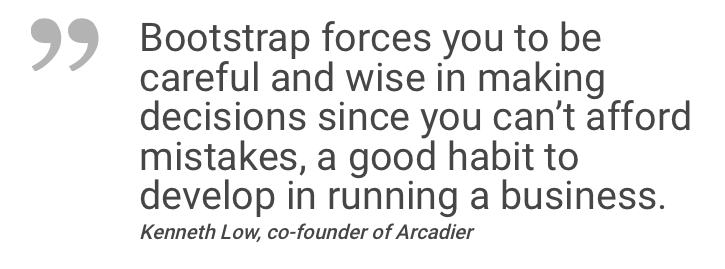 Bootstrap forces you to be
careful and wise in making
decisions since you can’t afford
mistakes, a good habit to
develop in running a business.
Kenneth Low, co-founder of Arcadier